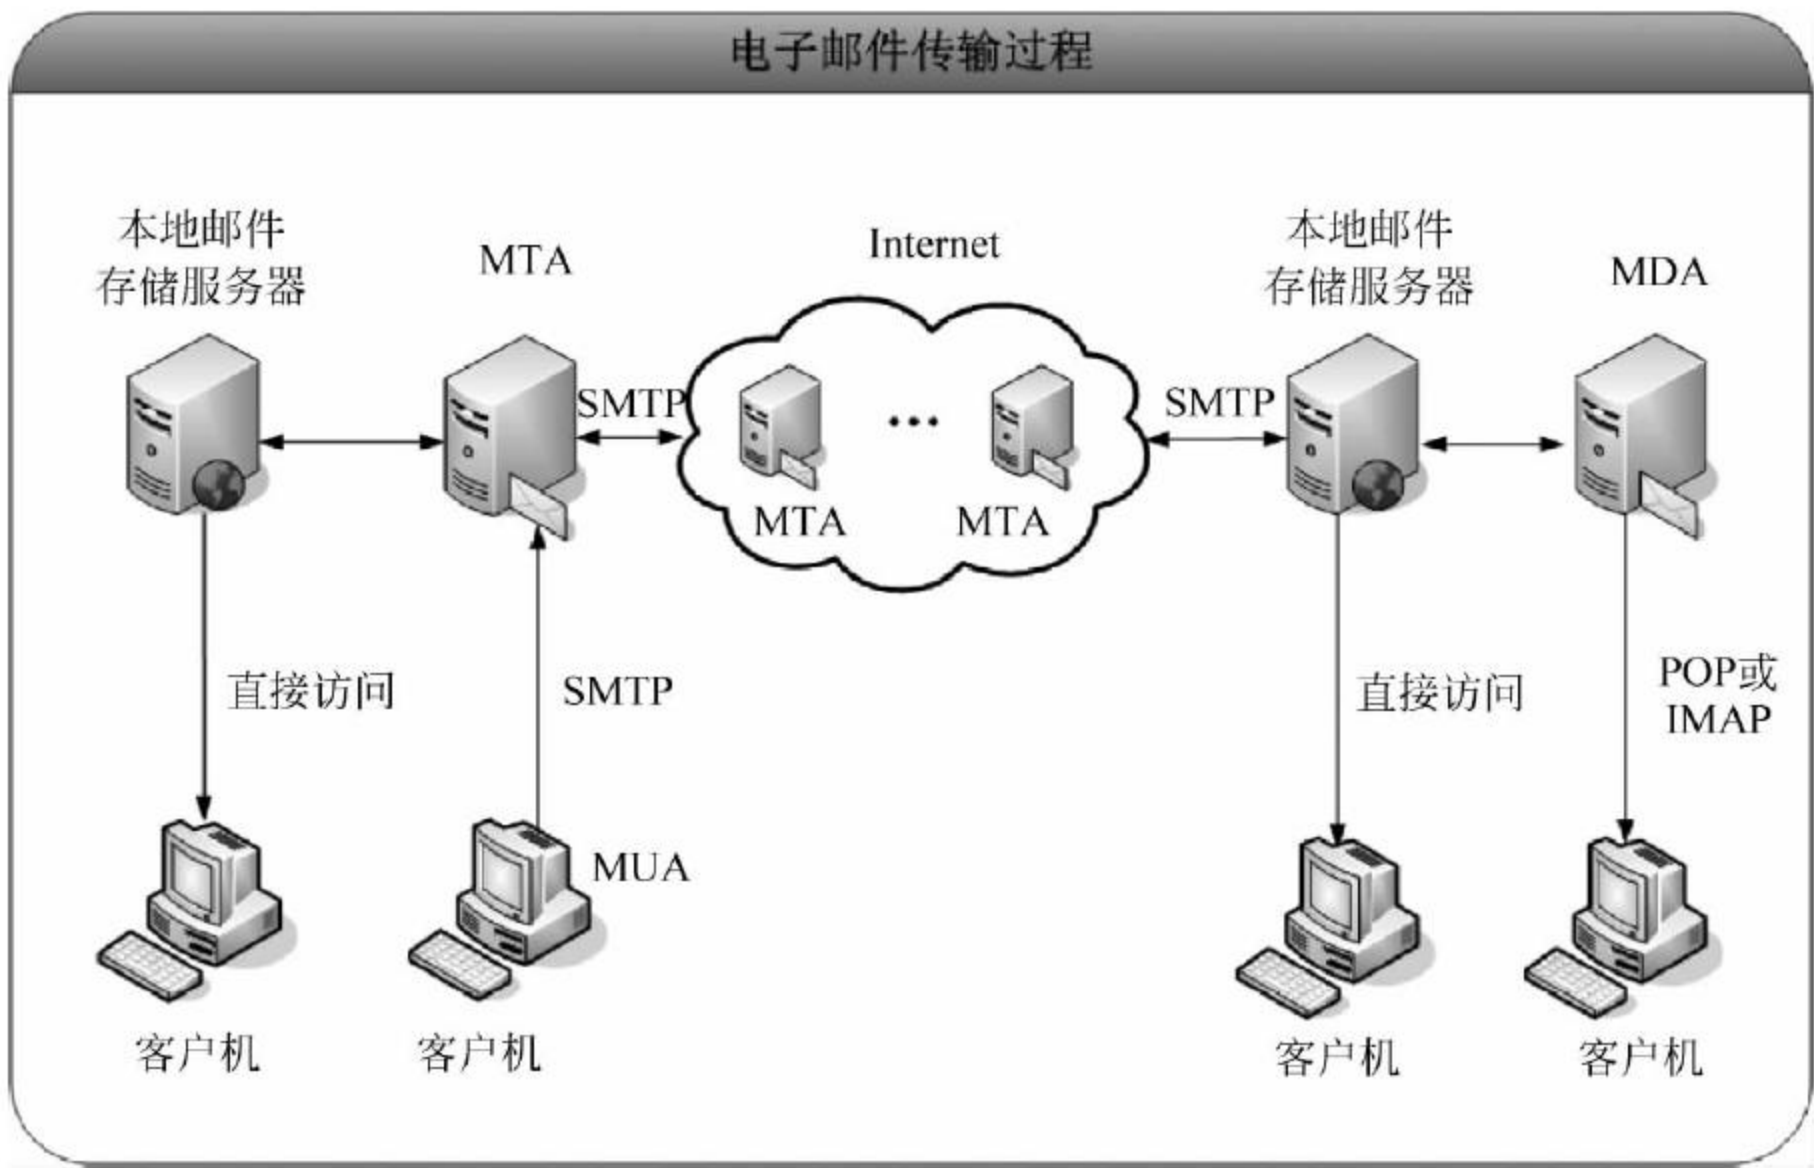 电子邮件传输过程
本地邮件
存储服务器
MTA
Internet
本地邮件
存储服务器
MDA
SMTP
SMTP
...
MTA
MTA
直接访问
SMTP
直接访问
POP或
IMAP
MUA
客户机
客户机
客户机
客户机